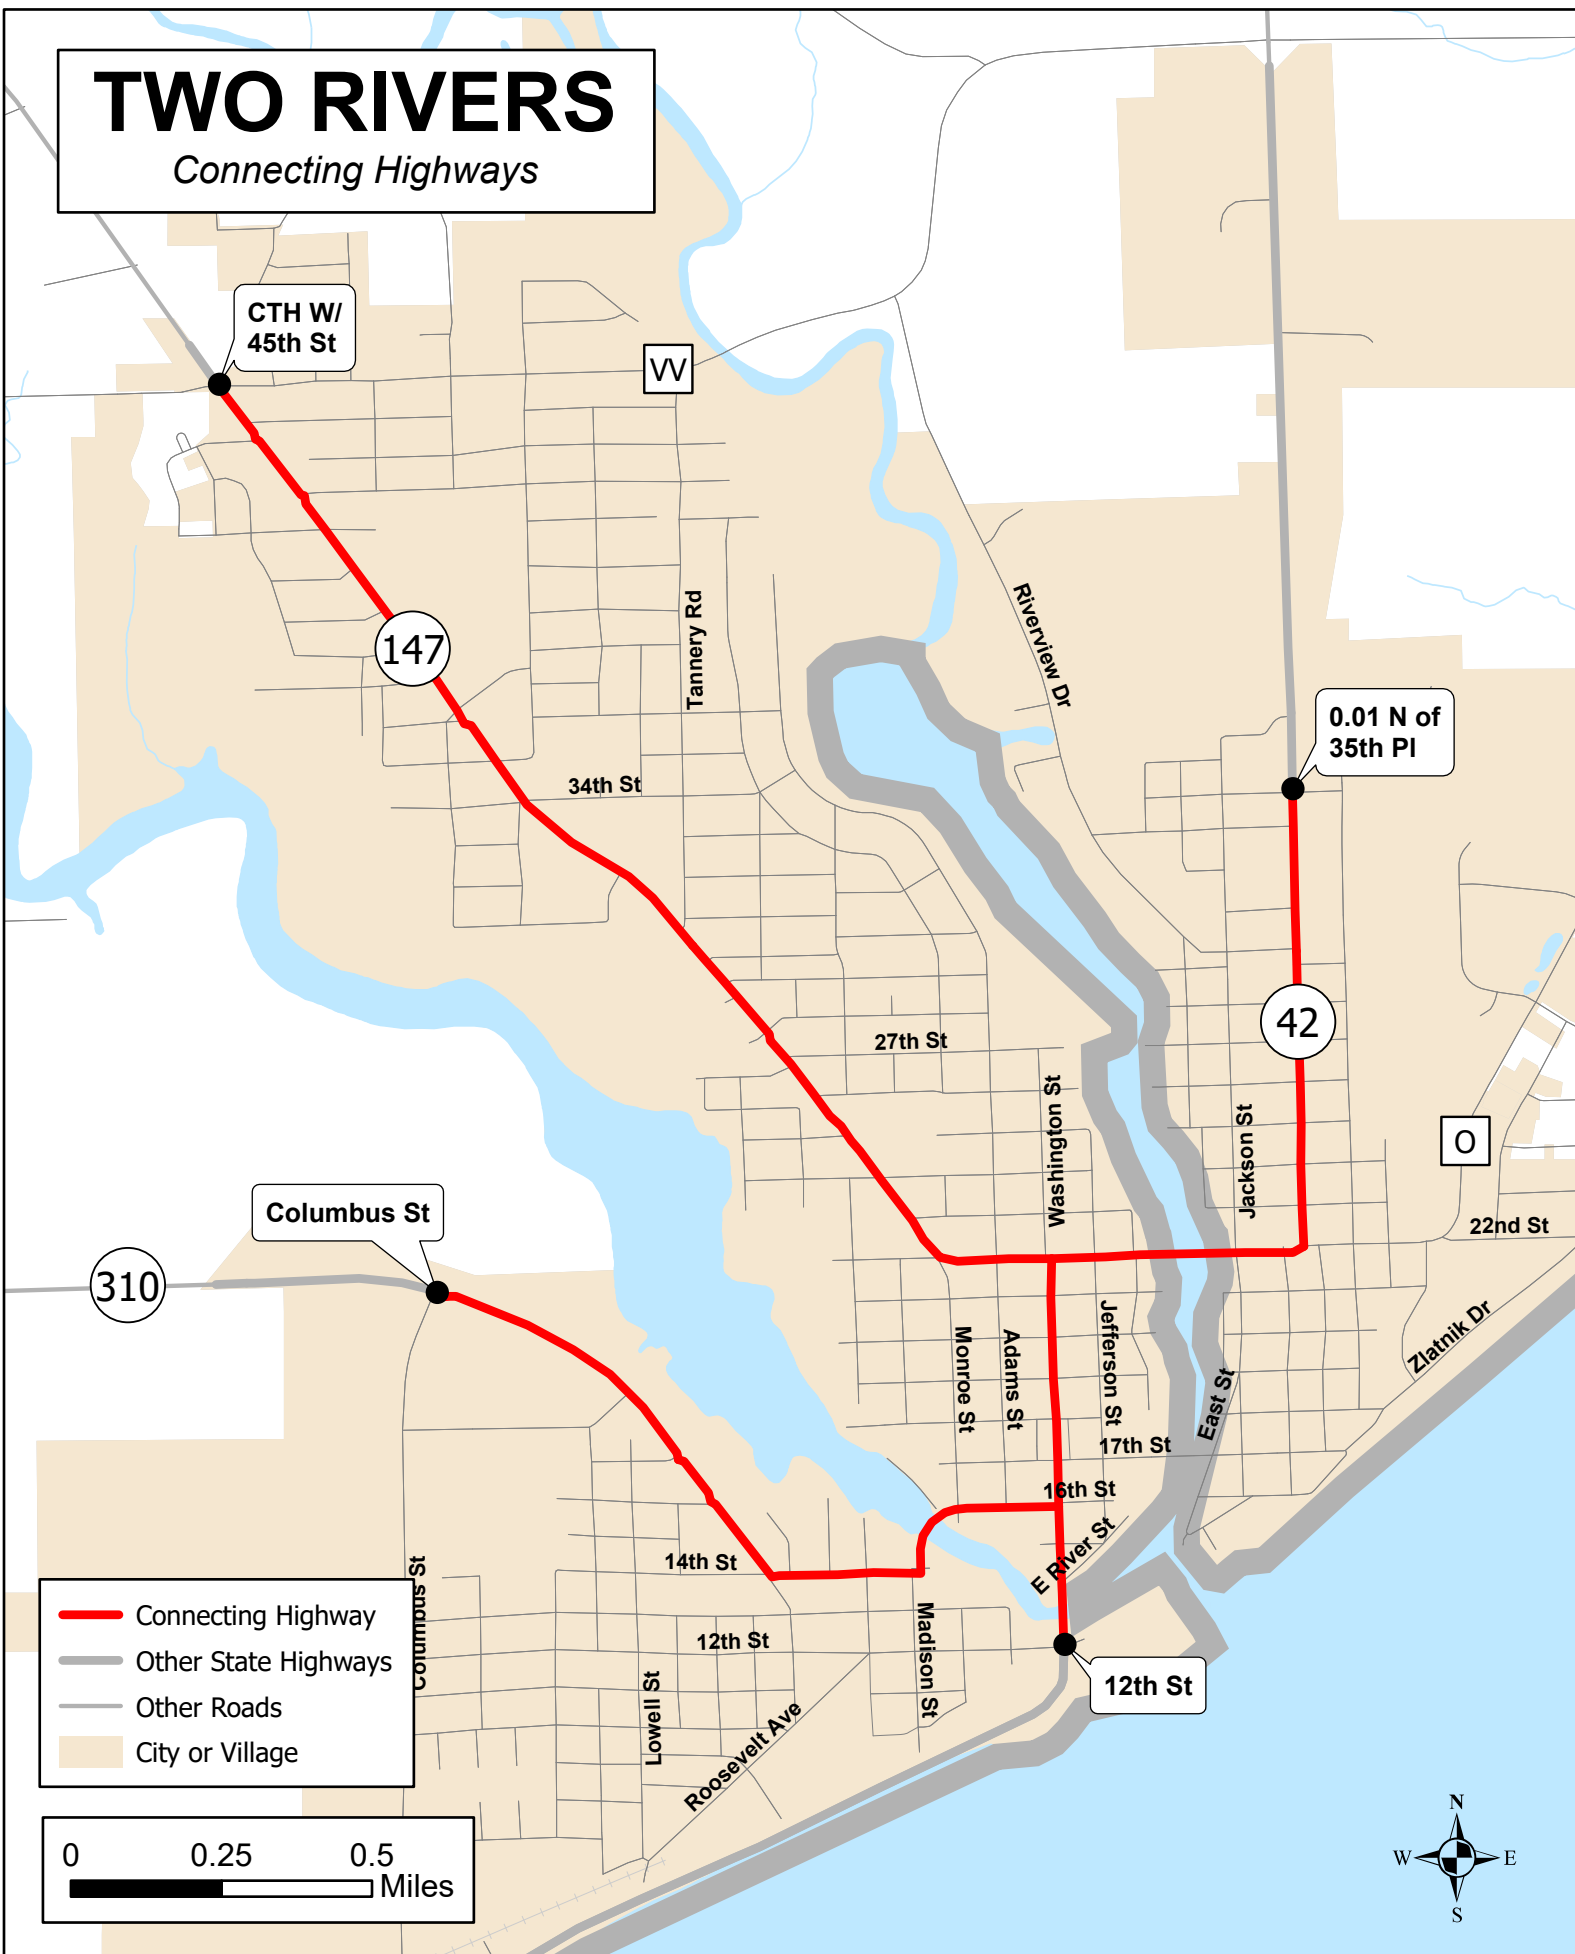 TWO RIVERS
Connecting Highways
CTH W/
45th St
VV
147
Tannery Rd
Riverview Dr
0.01 N of
35th Pl
34th St
42
27th St
Washington St
Jackson St
O
Columbus St
22nd St
310
Monroe St
Adams St
Jefferson St
East St
Zlatnik Dr
17th St
16th St
14th St
E River St
Columbus St
12th St
Madison St
Lowell St
Roosevelt Ave
12th St
Connecting Highway
Other State Highways
Other Roads
City or Village
0 0.25 0.5
Miles
N
W E
S